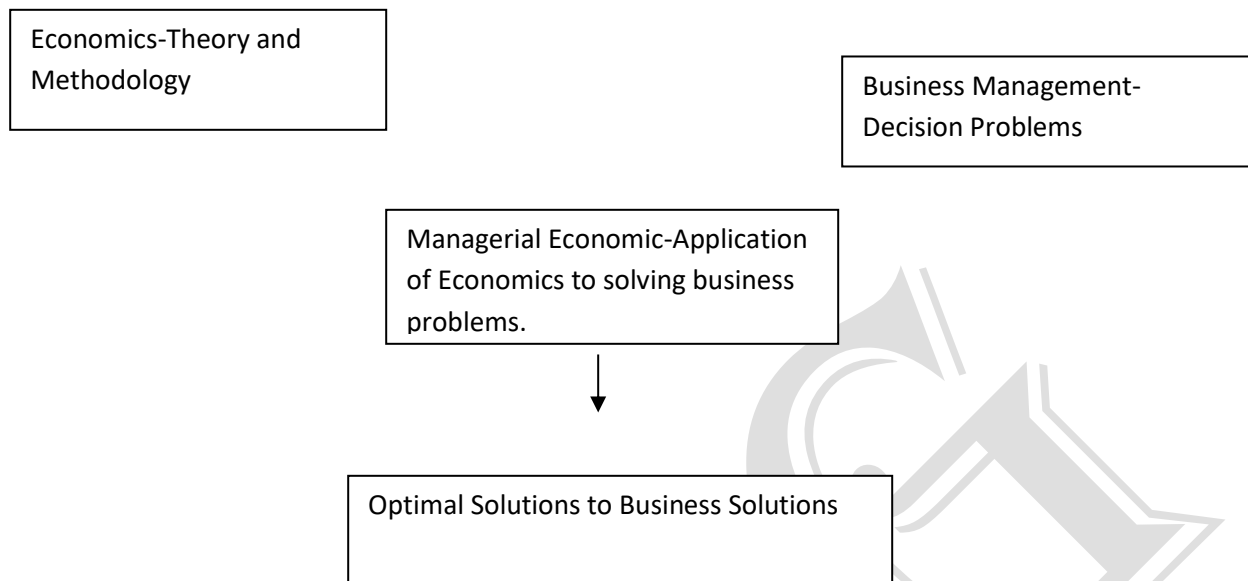 Economics-Theory and
Methodology
Business Management-
Decision Problems
Managerial Economic-Application
of Economics to solving business
problems.
Optimal Solutions to Business Solutions